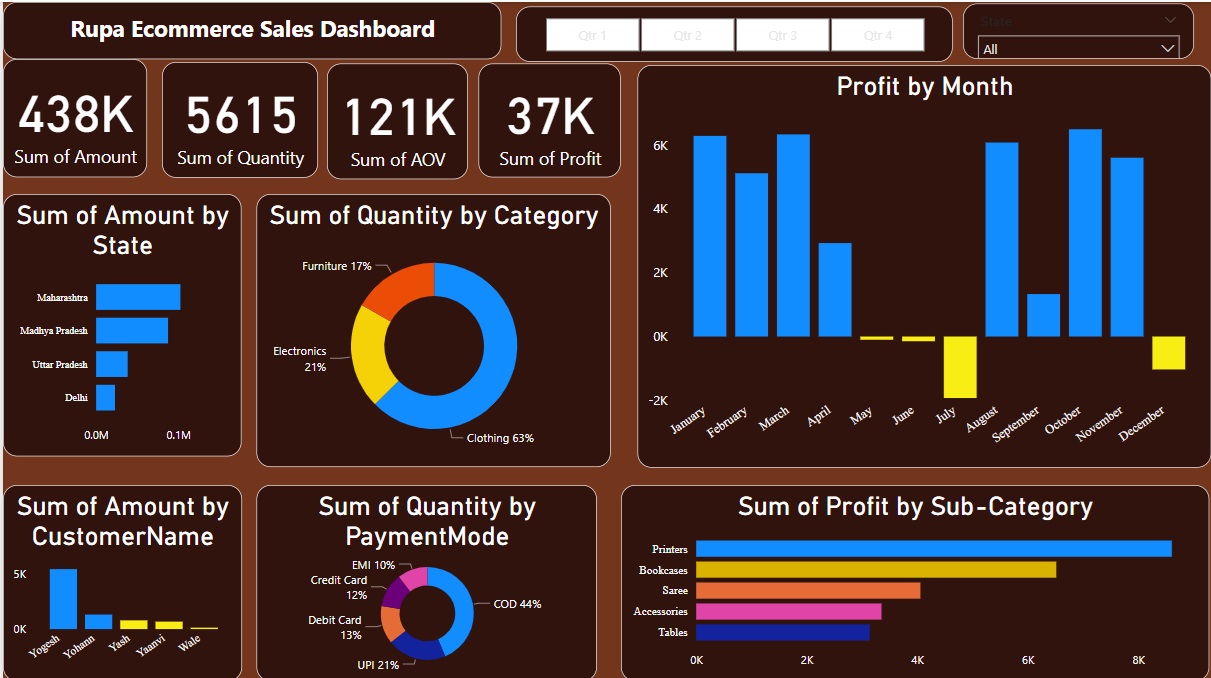 Rupa Ecommerce Sales Dashboard
Qtr 1
Qtr 2
Qtr 3
Qtr 4
State
All
438K
Sum of Amount
5615
Sum of Quantity
121K
Sum of AOV
37K
Sum of Profit
Profit by Month
6K
4K
2K
0K
-2K
January
February
March
April
May
June
July
August
September
October
November
December
Sum of Amount by
State
Maharashtra
Madhya Pradesh
Uttar Pradesh
Delhi
0.0M
0.1M
Sum of Quantity by Category
Furniture 17%
Electronics
21%
Clothing 63%
Sum of Amount by
CustomerName
5K
0K
Yogesh
Yohann
Yash
Yaanvi
Wale
Sum of Quantity by
PaymentMode
EMI 10%
Credit Card
12%
Debit Card
13%
UPI 21%
COD 44%
Sum of Profit by Sub-Category
Printers
Bookcases
Saree
Accessories
Tables
0K
2K
4K
6K
8K